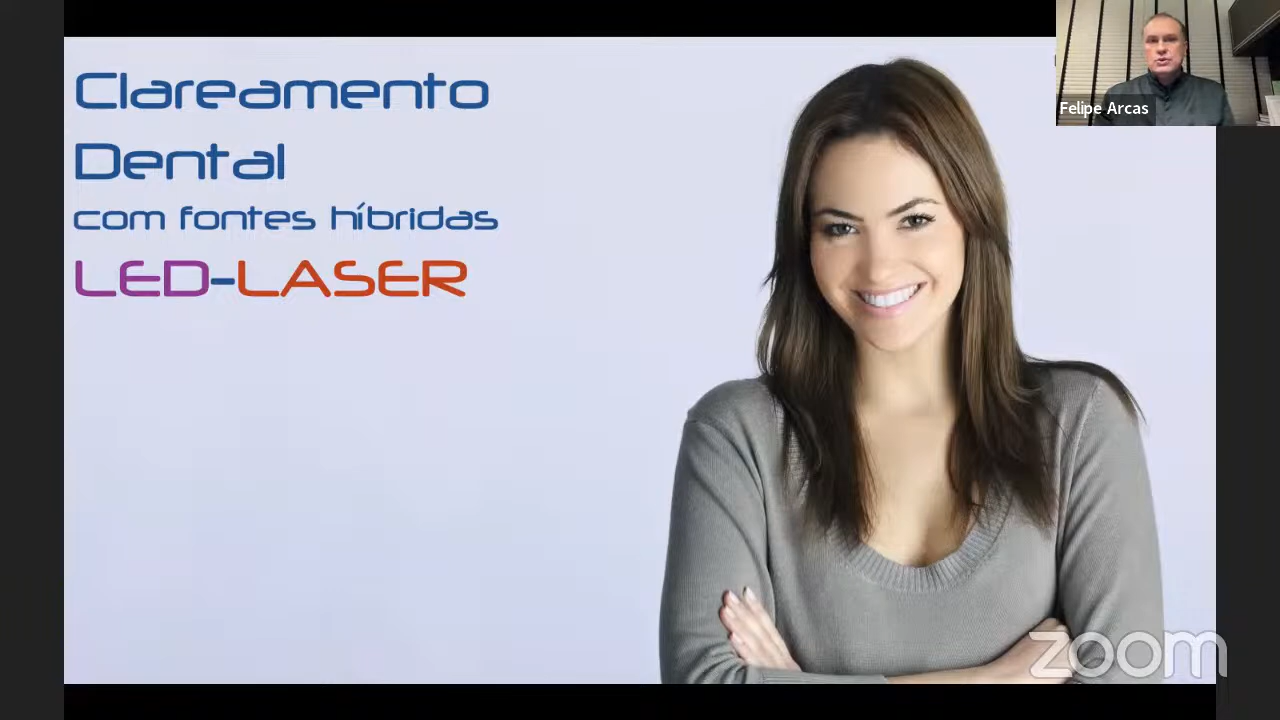 Clareamento
Dental
com fontes híbridas
LED-LASER
Felipe Arcas
zoom